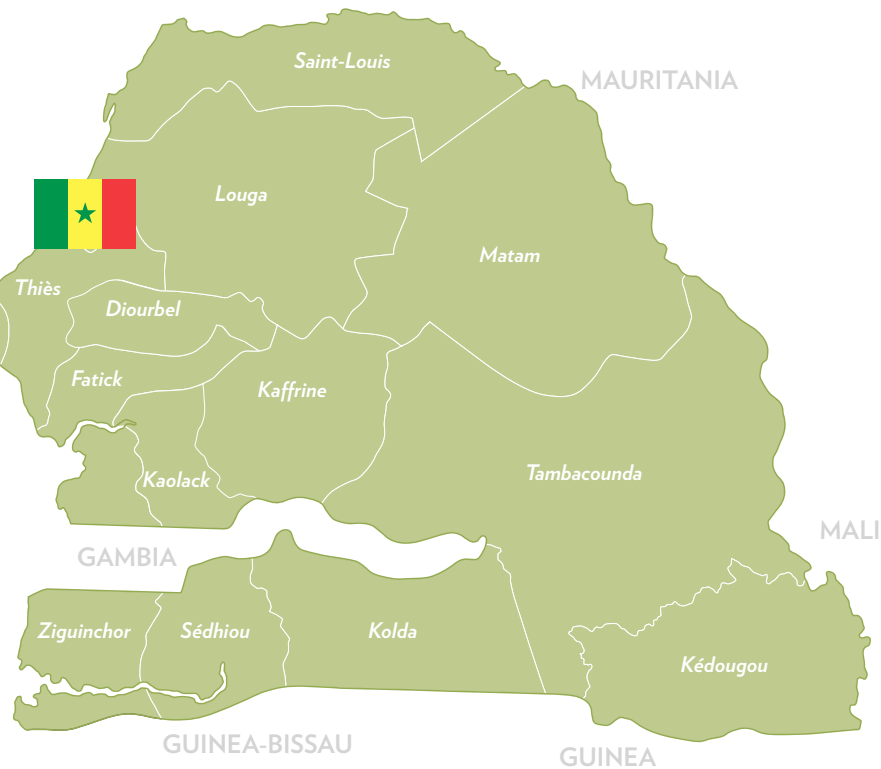 Saint-Louis
MAURITANIA
Louga
Matam
Thiès
Diourbel
Fatick
Kaffrine
Kaolack
Tambacounda
MALI
GAMBIA
Ziguinchor
Sédhiou
Kolda
Kédougou
GUINEA-BISSAU
GUINEA